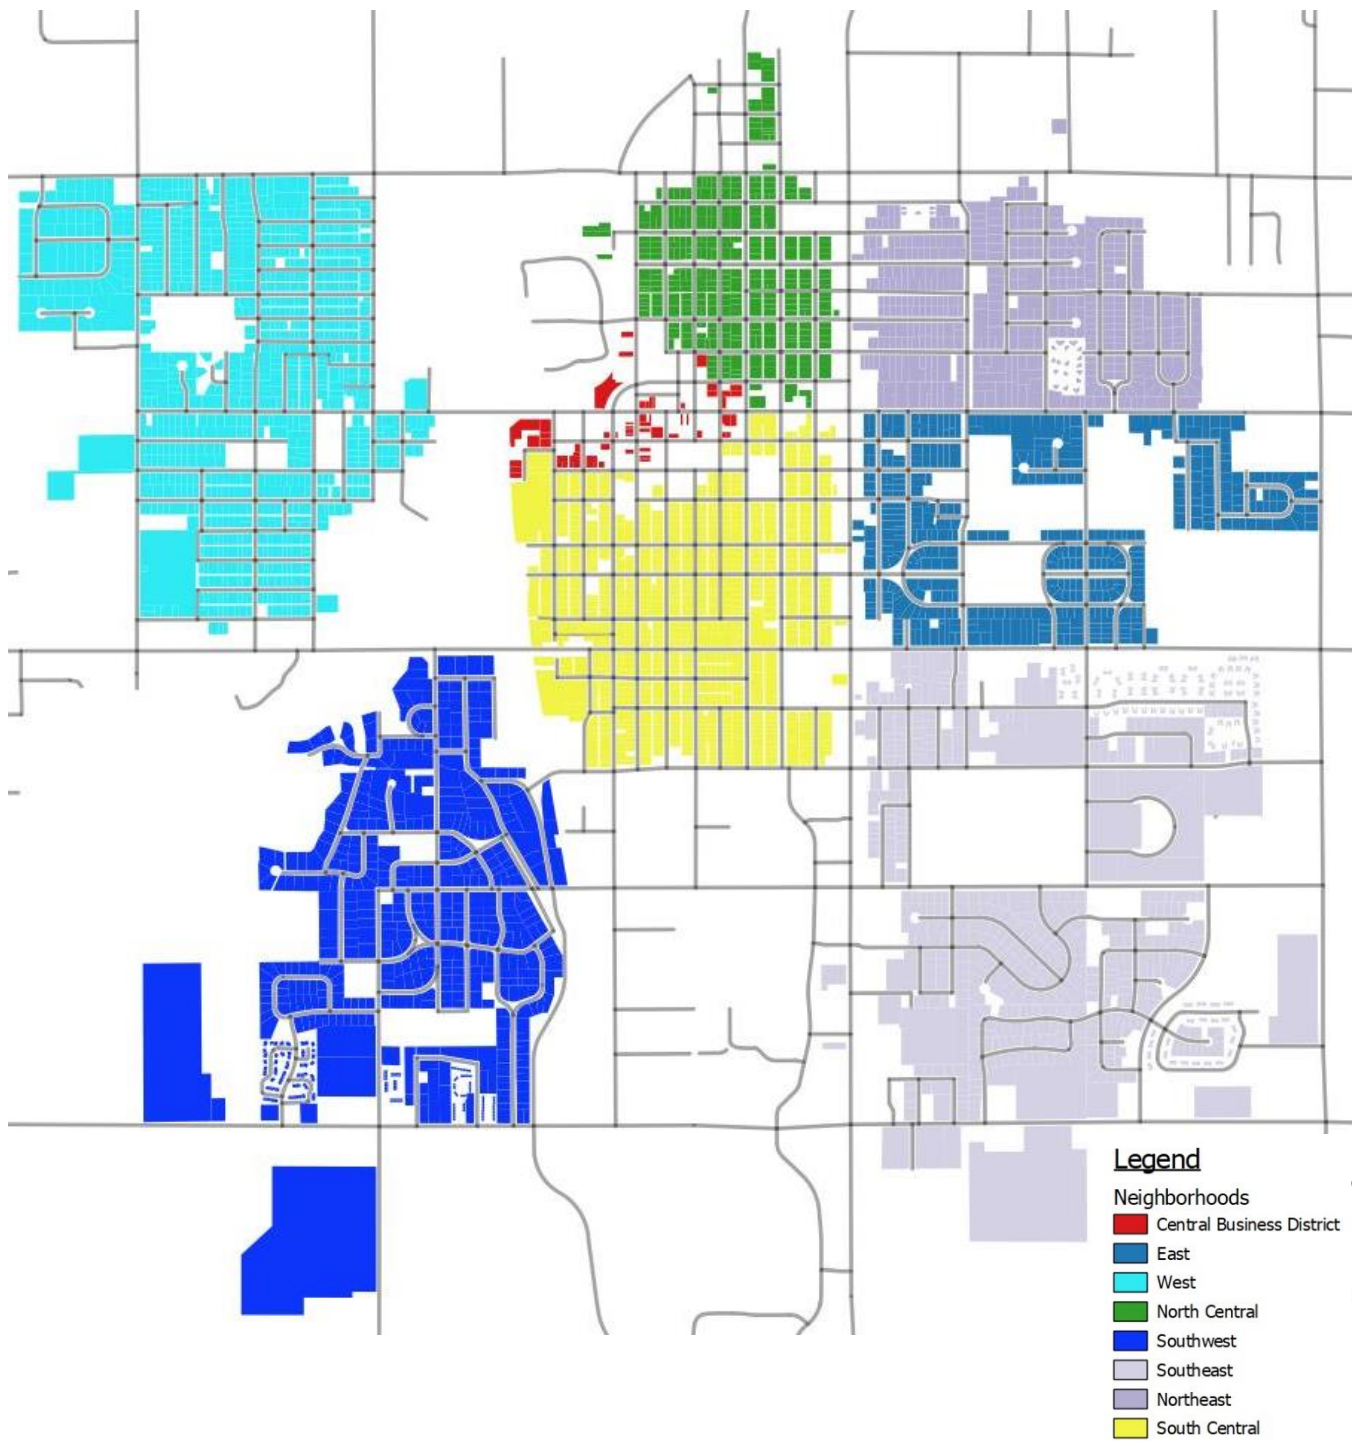 Legend
Neighborhoods
Central Business District
East
West
North Central
Southwest
Southeast
Northeast
South Central